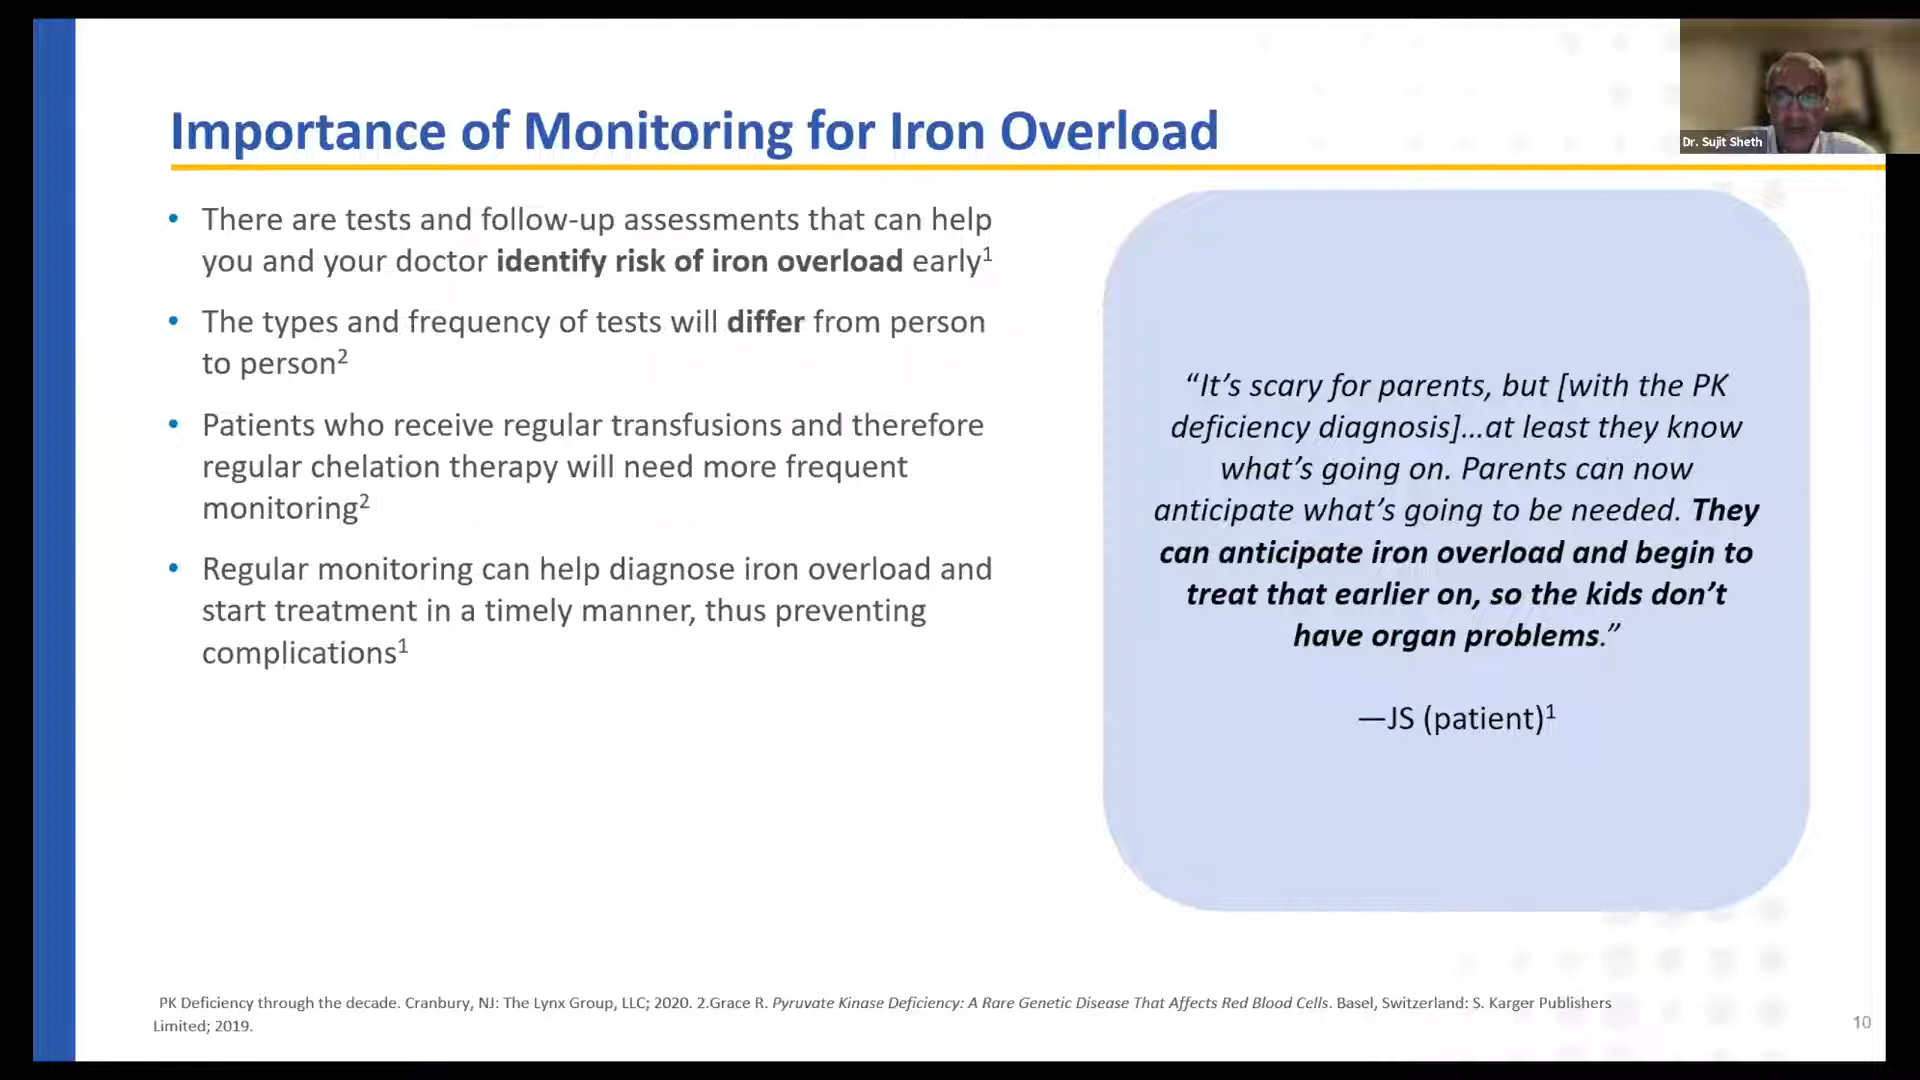 Importance of Monitoring for Iron Overload
Dr. Sujit Sheth
• There are tests and follow-up assessments that can help
you and your doctor identify risk of iron overload early1
• The types and frequency of tests will differ from person
to person2
• Patients who receive regular transfusions and therefore
regular chelation therapy will need more frequent
monitoring2
• Regular monitoring can help diagnose iron overload and
start treatment in a timely manner, thus preventing
complications1
“It’s scary for parents, but [with the PK
deficiency diagnosis]…at least they know
what’s going on. Parents can now
anticipate what’s going to be needed. They
can anticipate iron overload and begin to
treat that earlier on, so the kids don’t
have organ problems.”
—JS (patient)1
PK Deficiency through the decade. Cranbury, NJ: The Lynx Group, LLC; 2020. 2.Grace R. Pyruvate Kinase Deficiency: A Rare Genetic Disease That Affects Red Blood Cells. Basel, Switzerland: S. Karger Publishers
Limited; 2019.
10